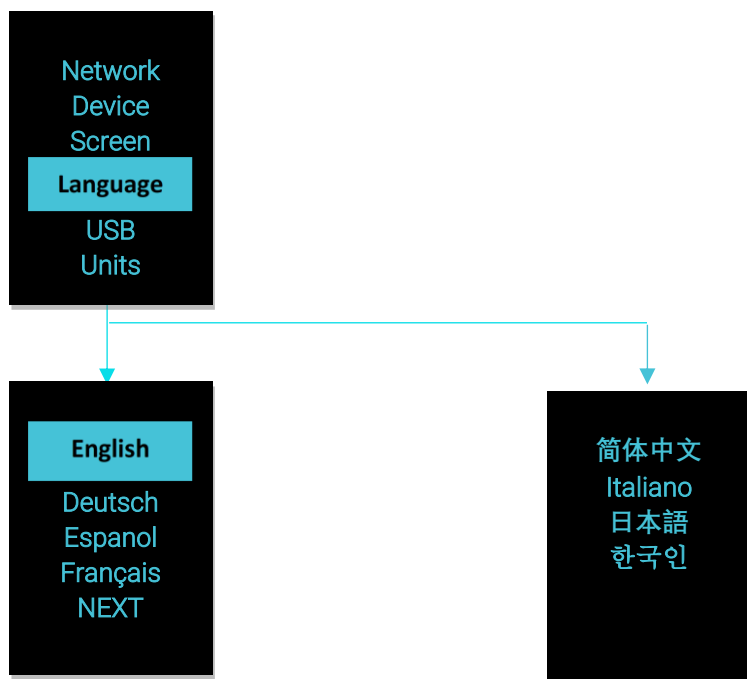 Network
Device
Screen
Language
USB
Units
English
Deutsch
Espanol
Français
NEXT
简体中文
Italiano
日本語
한국인